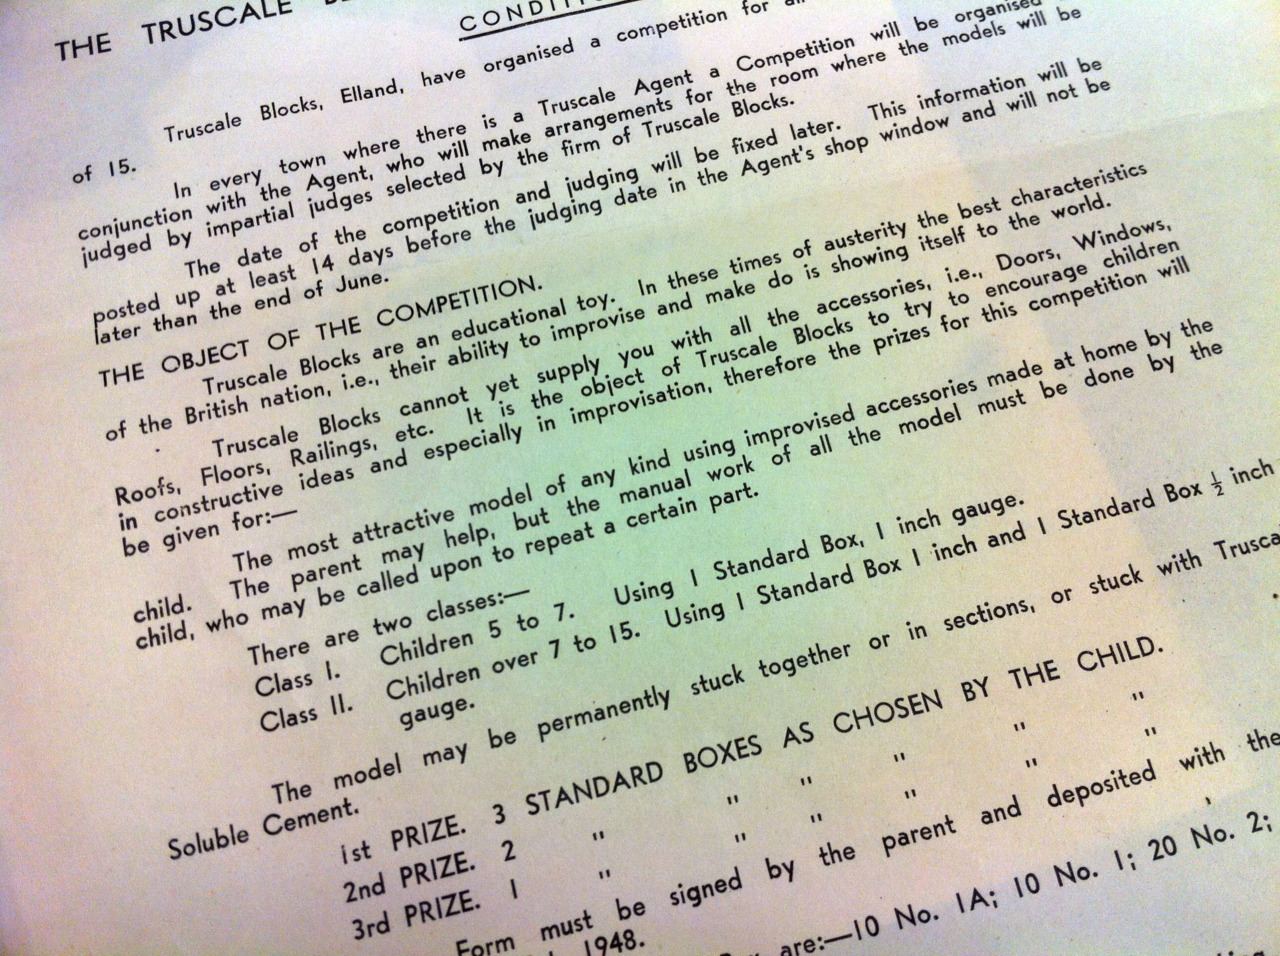 THE TRUSCALE
CONDITI
Truscale Blocks, Elland, have organised a competition for
of 15.
In every town where there is a Truscale Agent a Competition will be organised
conjunction with the Agent, who will make arrangements for the room where the models will be
judged by impartial judges selected by the firm of Truscale Blocks.
The date of the competition and judging will be fixed later. This information will be
posted up at least 14 days before the judging date in the Agent's shop window and will not be
later than the end of June.
THE OBJECT OF THE COMPETITION.
Truscale Blocks are an educational toy. In these times of austerity the best characteristics
of the British nation, i.e., their ability to improvise and make do is showing itself to the world.
Truscale Blocks cannot yet supply you with all the accessories, i.e., Doors, Windows,
Roofs, Floors, Railings, etc. It is the object of Truscale Blocks to try to encourage children
in constructive ideas and especially in improvisation, therefore the prizes for this competition will
be given for:—
The most attractive model of any kind using improvised accessories made at home by the
child. The parent may help, but the manual work of all the model must be done by the
child, who may be called upon to repeat a certain part.
There are two classes:—
Class I. Children 5 to 7. Using 1 Standard Box, 1 inch gauge.
Class II. Children over 7 to 15. Using 1 Standard Box 1 inch and 1 Standard Box ½ inch
gauge.
The model may be permanently stuck together or in sections, or stuck with Trusca
Soluble Cement.
1st PRIZE. 3 STANDARD BOXES AS CHOSEN BY THE CHILD.
2nd PRIZE. 2 " " " " " "
3rd PRIZE. 1 " " " " " "
Form must be signed by the parent and deposited with the
1948.
are:—10 No. 1A; 10 No. 1; 20 No. 2;